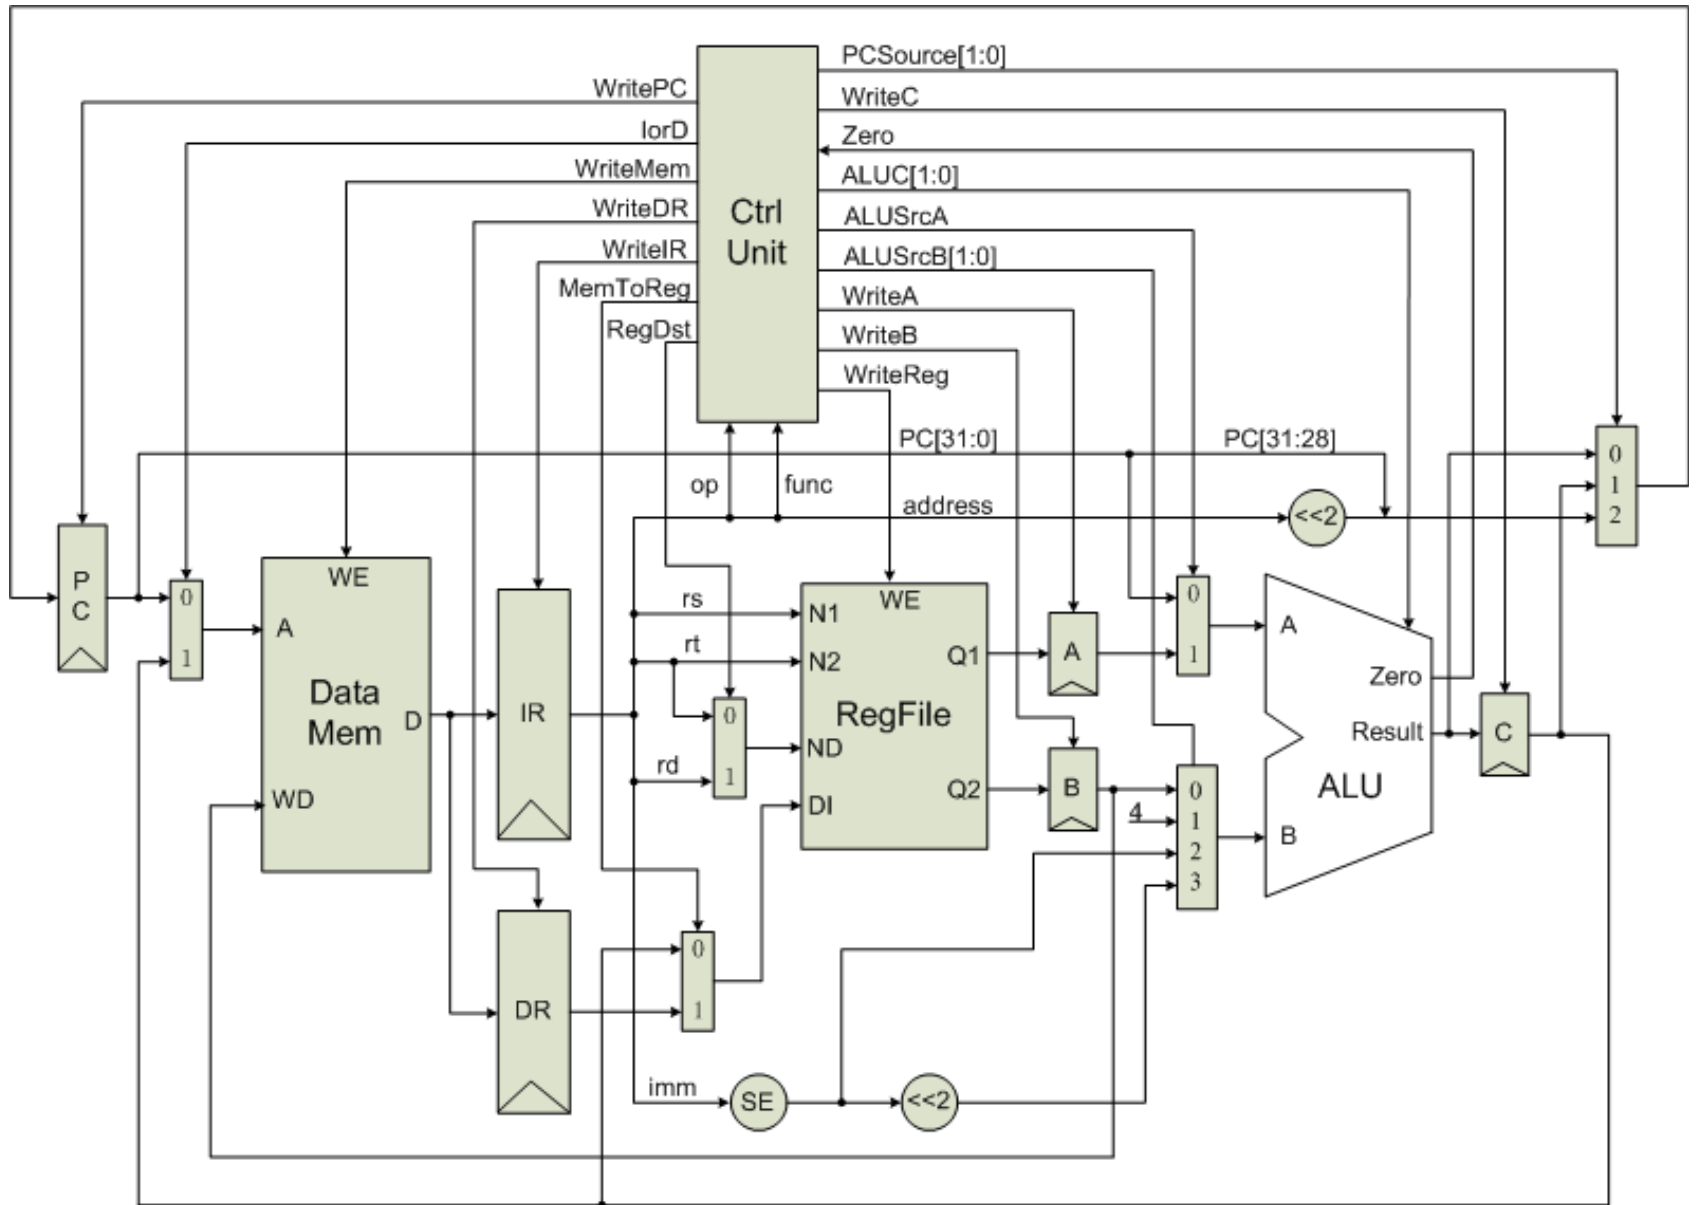 PCSource[1:0]
WritePC
WriteC
IorD
Zero
WriteMem
ALUC[1:0]
WriteDR
Ctrl
Unit
ALUSrcA
WriteIR
ALUSrcB[1:0]
MemToReg
WriteA
RegDst
WriteB
WriteReg
PC[31:0]
PC[31:28]
0
1
2
op
func
address
<<2
P
C
0
1
WE
A
Data
Mem
D
WD
IR
rs
rt
rd
0
1
WE
N1
N2
Q1
RegFile
ND
Q2
DI
A
B
0
1
0
4
1
2
3
A
Zero
Result
ALU
B
C
DR
0
1
imm
SE
<<2